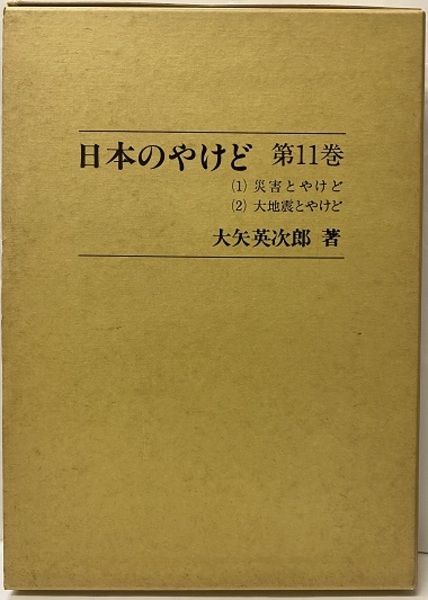 日本のやけど 第11巻
(1) 災害とやけど
(2) 大地震とやけど
大矢英次郎 著